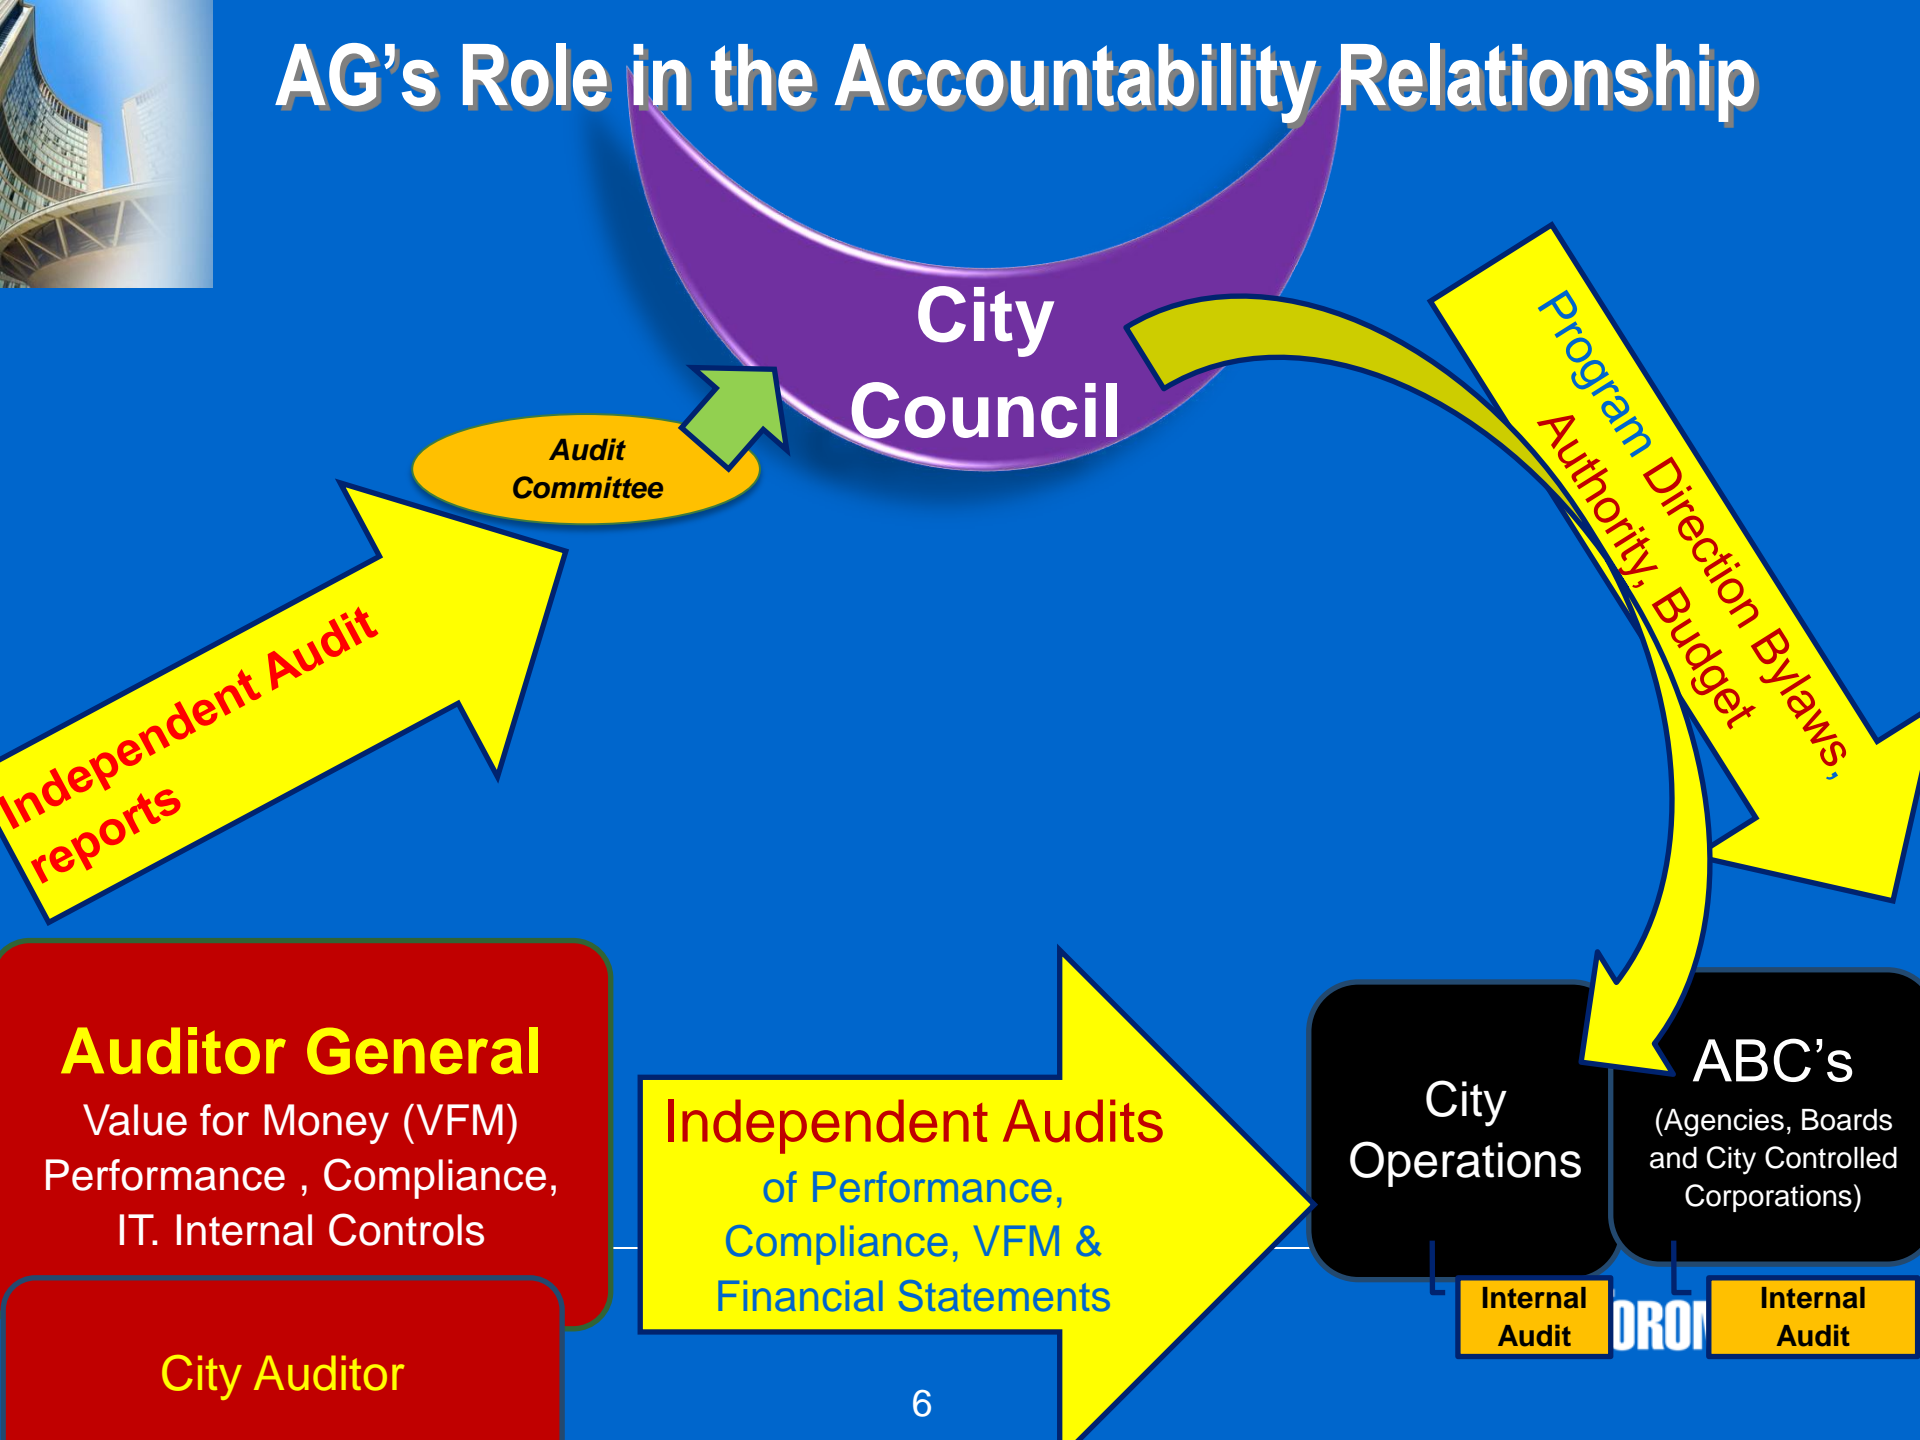 AG’s Role in the Accountability Relationship
City
Council
Audit
Committee
Program Direction Bylaws,
Authority, Budget
Independent Audit
reports
Auditor General
Value for Money (VFM)
Performance , Compliance,
IT. Internal Controls
City Auditor
Independent Audits
of Performance,
Compliance, VFM &
Financial Statements
City
Operations
ABC’s
(Agencies, Boards
and City Controlled
Corporations)
Internal
Audit
Internal
Audit
6